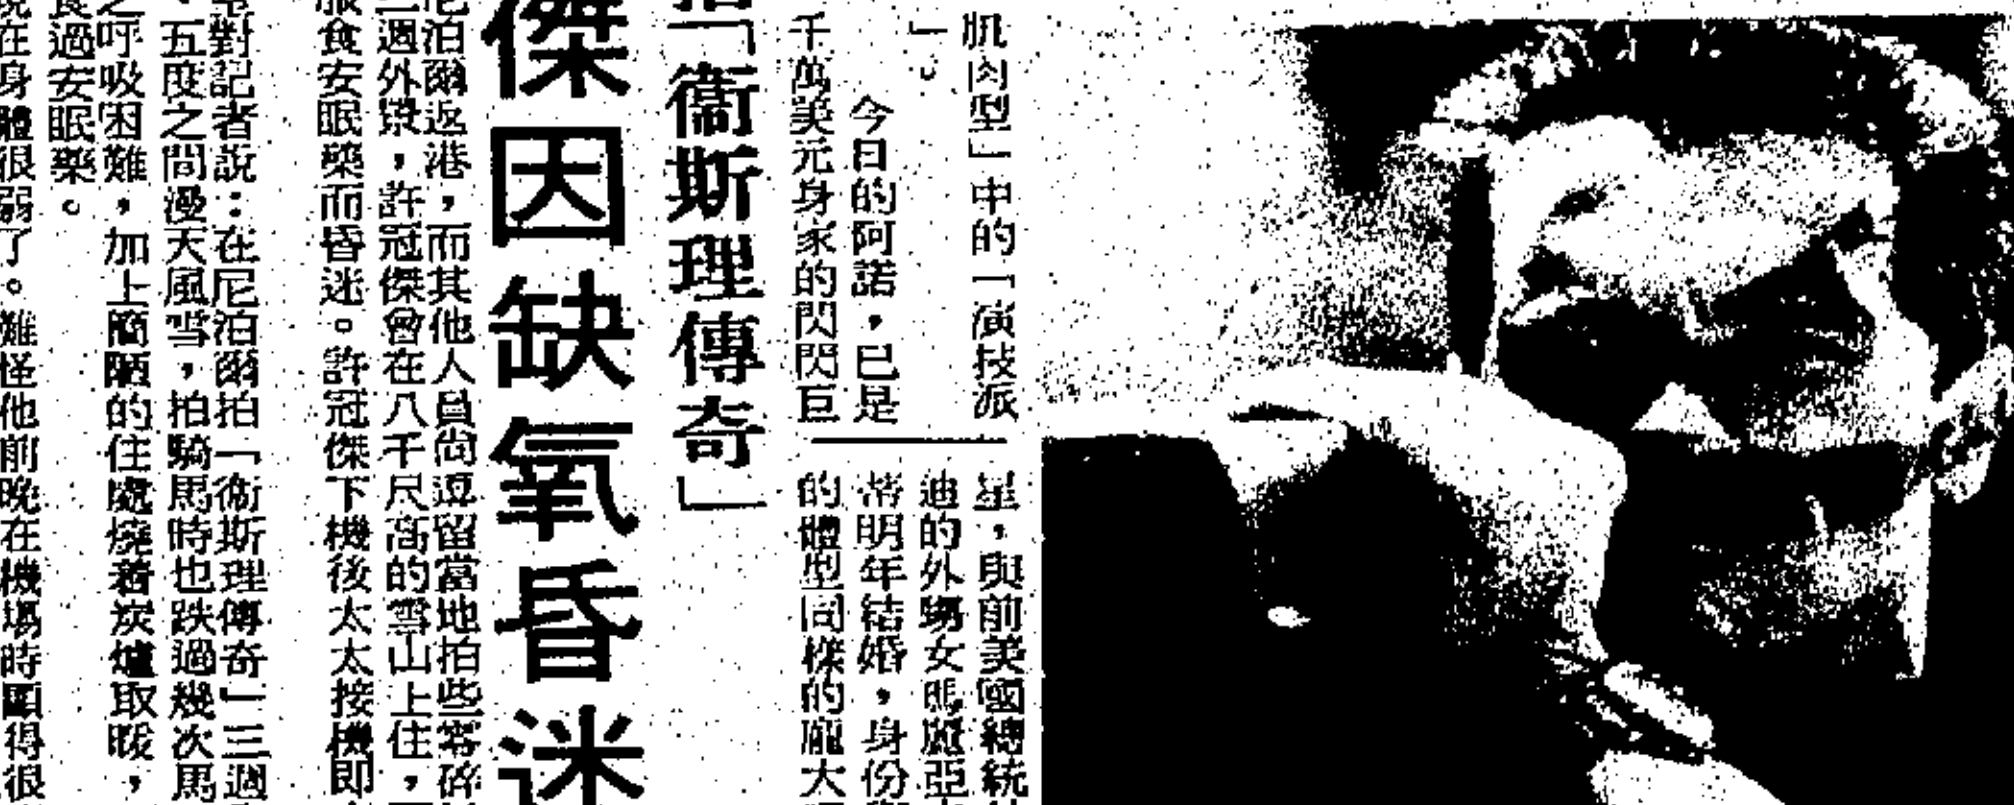 肌肉型」中的「演技派
」。
今日的阿諾，已是
千萬美元身家的閃閃巨
星，與前美國總統
迪的外甥女瑪麗亞
蒂明年結婚，身份
的體型同樣的龐大
「衞斯理傳奇」
傑因缺氧昏迷
尼泊爾返港，而其他人員尚逗留當地拍些零碎
週外景，許冠傑曾在八千尺高的雪山上住，
服食安眠藥而昏迷。許冠傑下機後太太接機即
對記者說：在尼泊爾拍「衞斯理傳奇」三週
、五度之間漫天風雪，拍騎馬時也跌過幾次馬
之呼吸困難，加上簡陋的住處燒着炭爐取暖，
食過安眠藥。
在身體很弱了。難怪他前晚在機場時顯得很